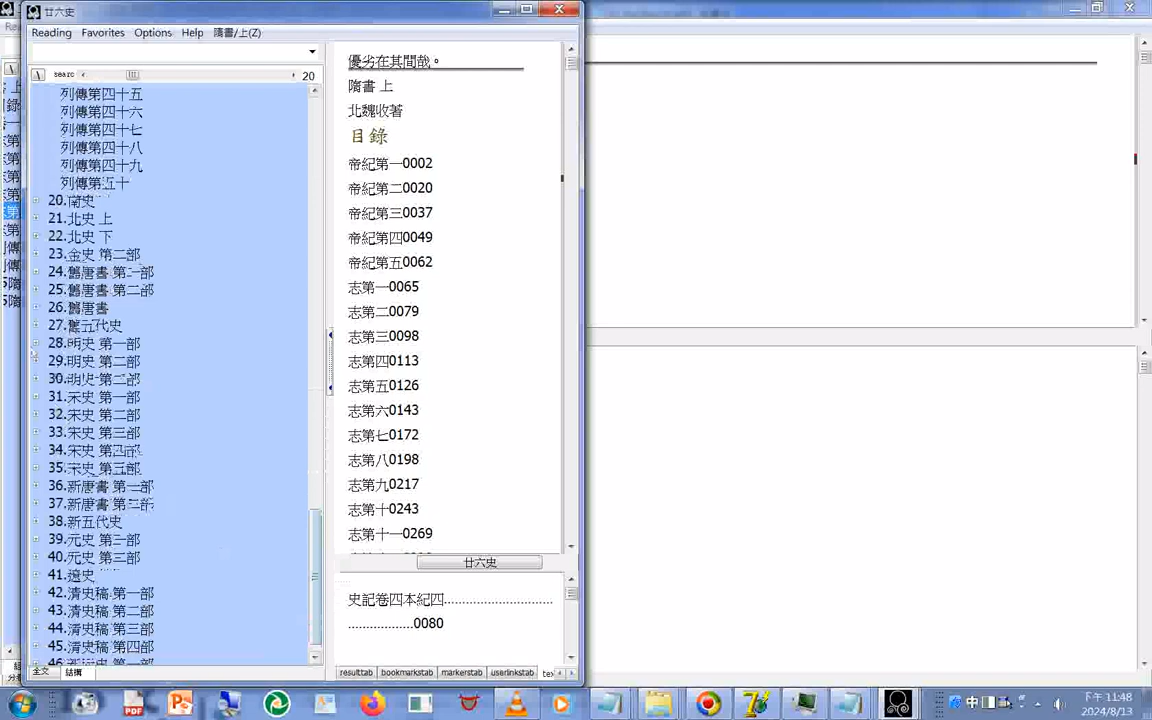 廿六史
Reading Favorites Options Help 隋書/上(Z)
searc 20
列傳第四十五
列傳第四十六
列傳第四十七
列傳第四十八
列傳第四十九
列傳第五十
20.南史
21.北史 上
22.北史 下
23.金史 第二部
24.舊唐書 第一部
25.舊唐書 第二部
26.舊唐書
27.舊五代史
28.明史 第一部
29.明史 第二部
30.明史 第二部
31.宋史 第一部
32.宋史 第二部
33.宋史 第三部
34.宋史 第四部
35.宋史 第五部
36.新唐書 第一部
37.新唐書 第二部
38.新五代史
39.元史 第二部
40.元史 第三部
41.遼史
42.清史稿 第一部
43.清史稿 第二部
44.清史稿 第三部
45.清史稿 第四部
全文 結構
優劣在其間哉。
隋書 上
北魏收著
目錄
帝紀第一0002
帝紀第二0020
帝紀第三0037
帝紀第四0049
帝紀第五0062
志第一0065
志第二0079
志第三0098
志第四0113
志第五0126
志第六0143
志第七0172
志第八0198
志第九0217
志第十0243
志第十一0269
廿六史
史記卷四本紀四...........................
................0080
resulttab bookmarkstab markerstab userlinkstab
中
下午 11:48
2024/8/13